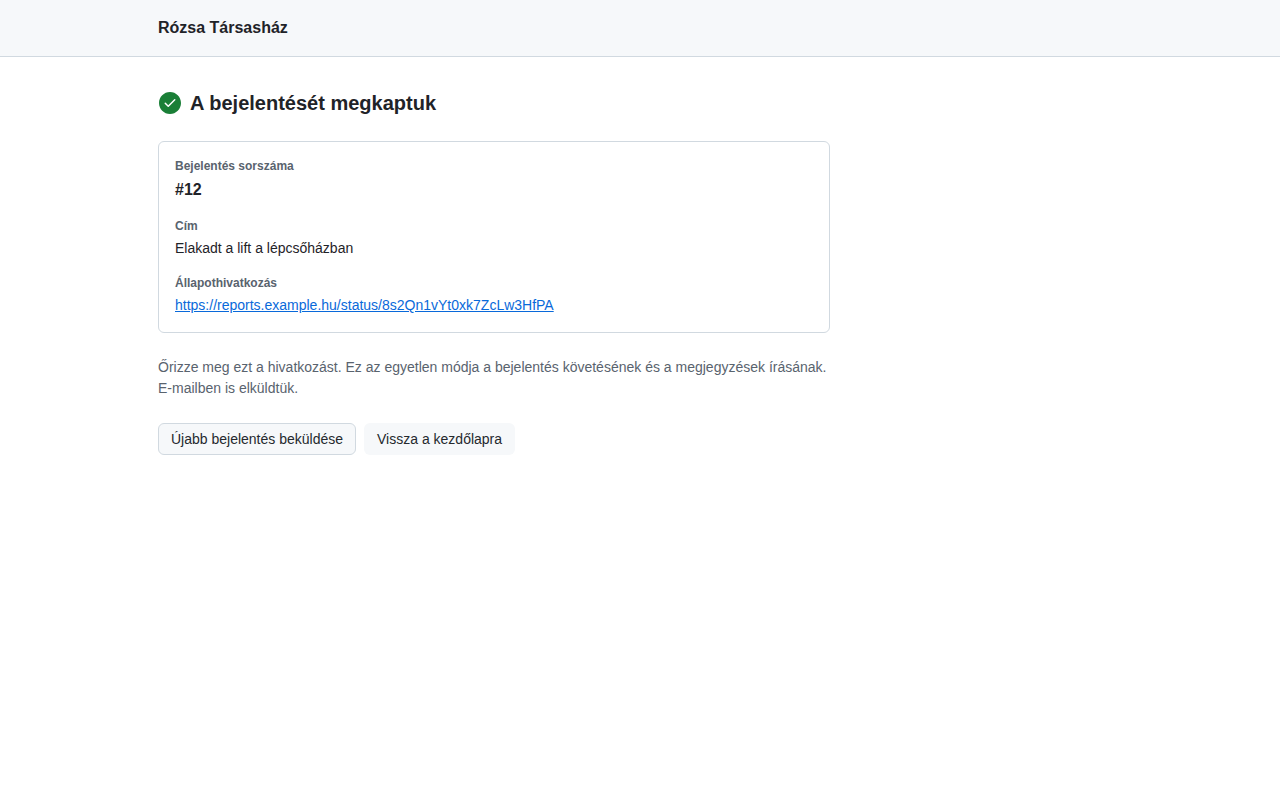 Rózsa Társasház
A bejelentését megkaptuk
Bejelentés sorszáma
#12
Cím
Elakadt a lift a lépcsőházban
Állapothivatkozás
https://reports.example.hu/status/8s2Qn1vYt0xk7ZcLw3HfPA
Őrizze meg ezt a hivatkozást. Ez az egyetlen módja a bejelentés követésének és a megjegyzések írásának.
E-mailben is elküldtük.
Újabb bejelentés beküldése
Vissza a kezdőlapra